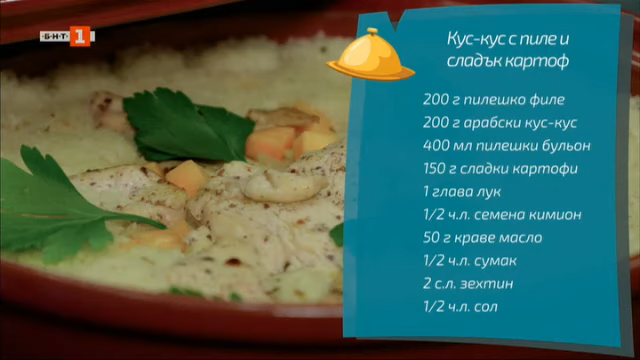 БНТ 1
Кус-кус с пиле и
сладък картоф
200 г пилешко филе
200 г арабски кус-кус
400 мл пилешки бульон
150 г сладки картофи
1 глава лук
1/2 ч.л. семена кимион
50 г краве масло
1/2 ч.л. сумак
2 с.л. зехтин
1/2 ч.л. сол